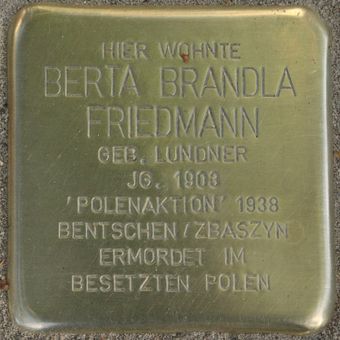 HIER WOHNTE
BERTA BRANDLA
FRIEDMANN
GEB. LUNDNER
JG. 1903
'POLENAKTION' 1938
BENTSCHEN/ZBASZYN
ERMORDET IM
BESETZTEN POLEN